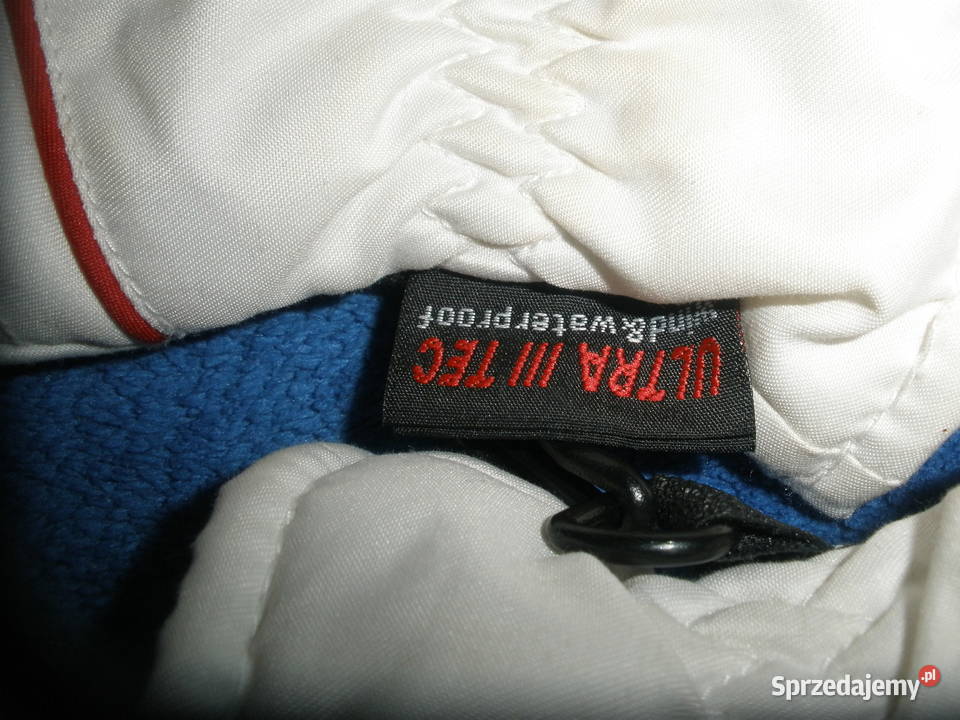 ULTRA /// TEC
wind&waterproof
Sprzedajemy.pl